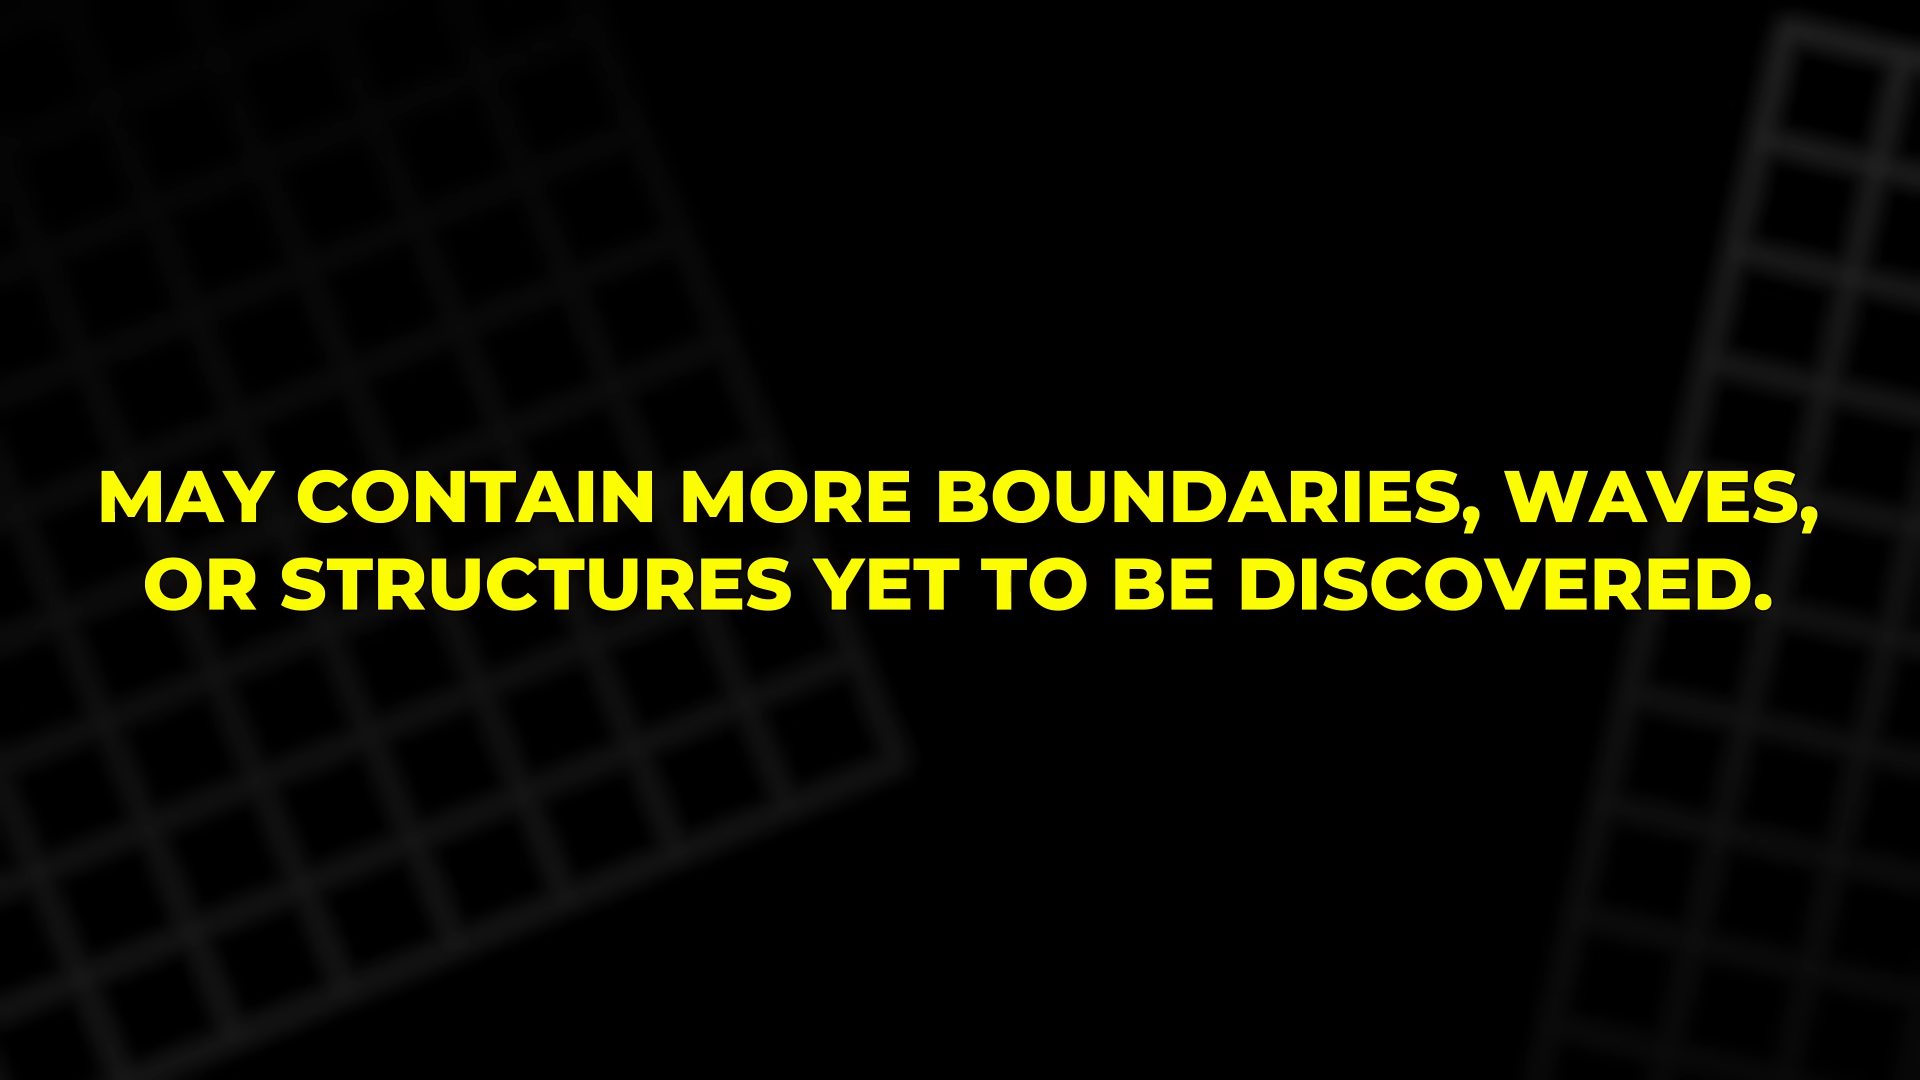 MAY CONTAIN MORE BOUNDARIES, WAVES,
OR STRUCTURES YET TO BE DISCOVERED.